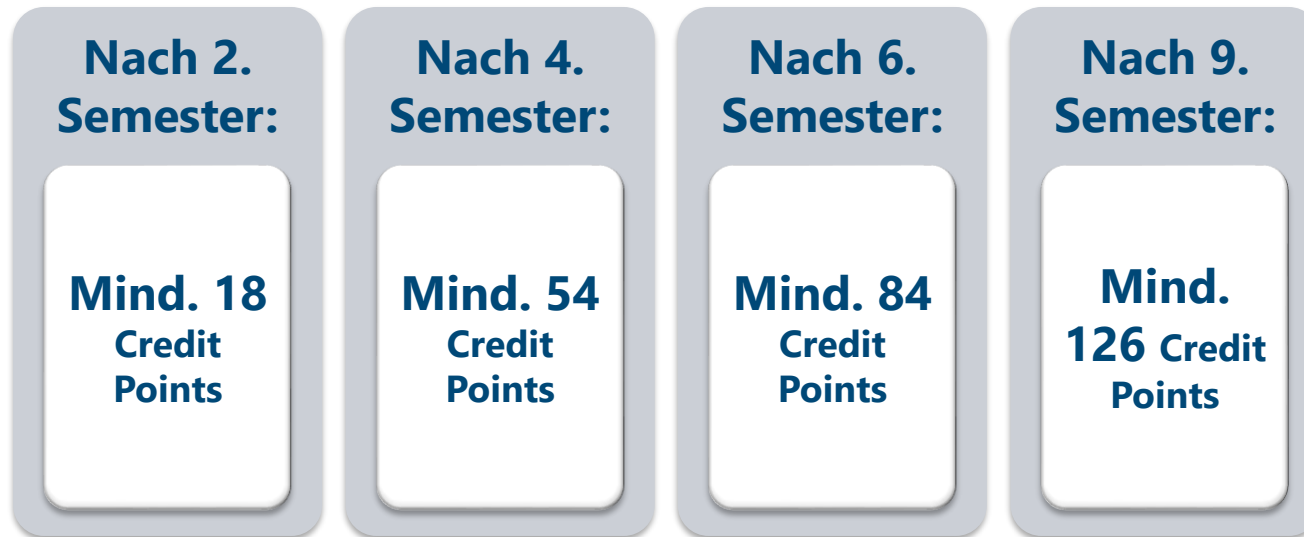 Nach 2.
Semester:
Mind. 18
Credit
Points
Nach 4.
Semester:
Mind. 54
Credit
Points
Nach 6.
Semester:
Mind. 84
Credit
Points
Nach 9.
Semester:
Mind.
126 Credit
Points